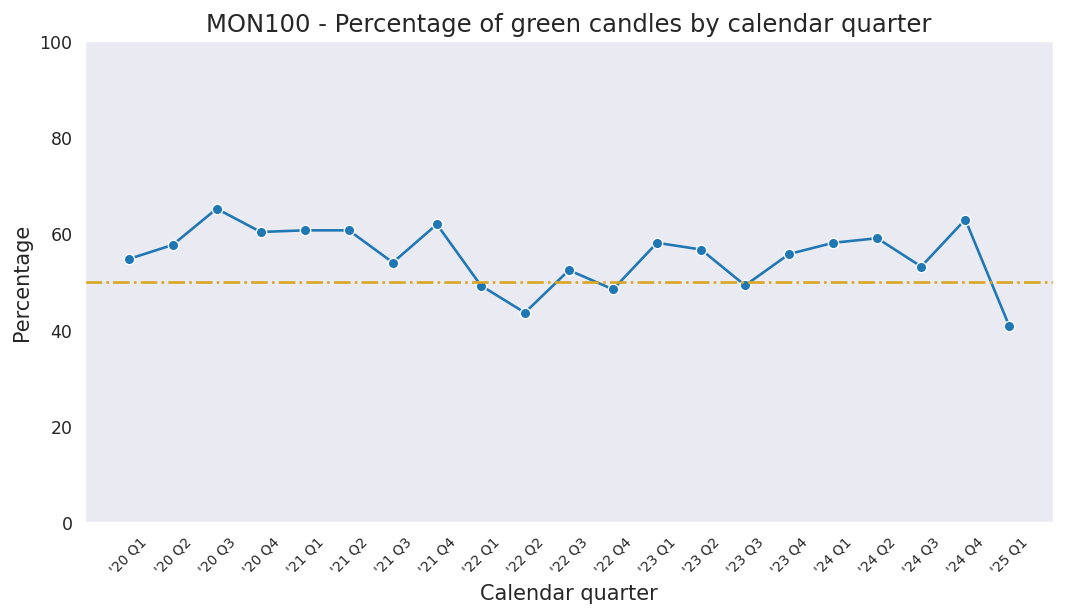 MON100 - Percentage of green candles by calendar quarter
Percentage
100
80
60
40
20
0
'20 Q1
'20 Q2
'20 Q3
'20 Q4
'21 Q1
'21 Q2
'21 Q3
'21 Q4
'22 Q1
'22 Q2
'22 Q3
'22 Q4
'23 Q1
'23 Q2
'23 Q3
'23 Q4
'24 Q1
'24 Q2
'24 Q3
'24 Q4
'25 Q1
Calendar quarter